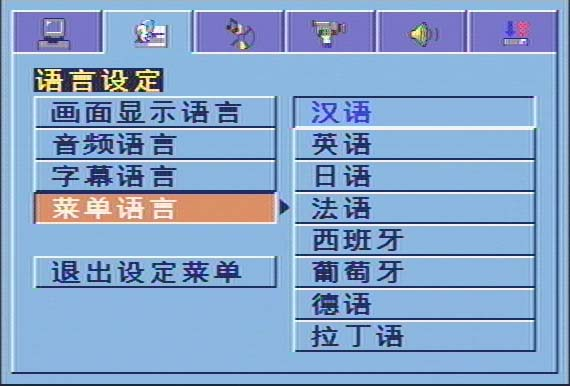 语言设定
画面显示语言
音频语言
字幕语言
菜单语言
退出设定菜单
汉语
英语
日语
法语
西班牙
葡萄牙
德语
拉丁语